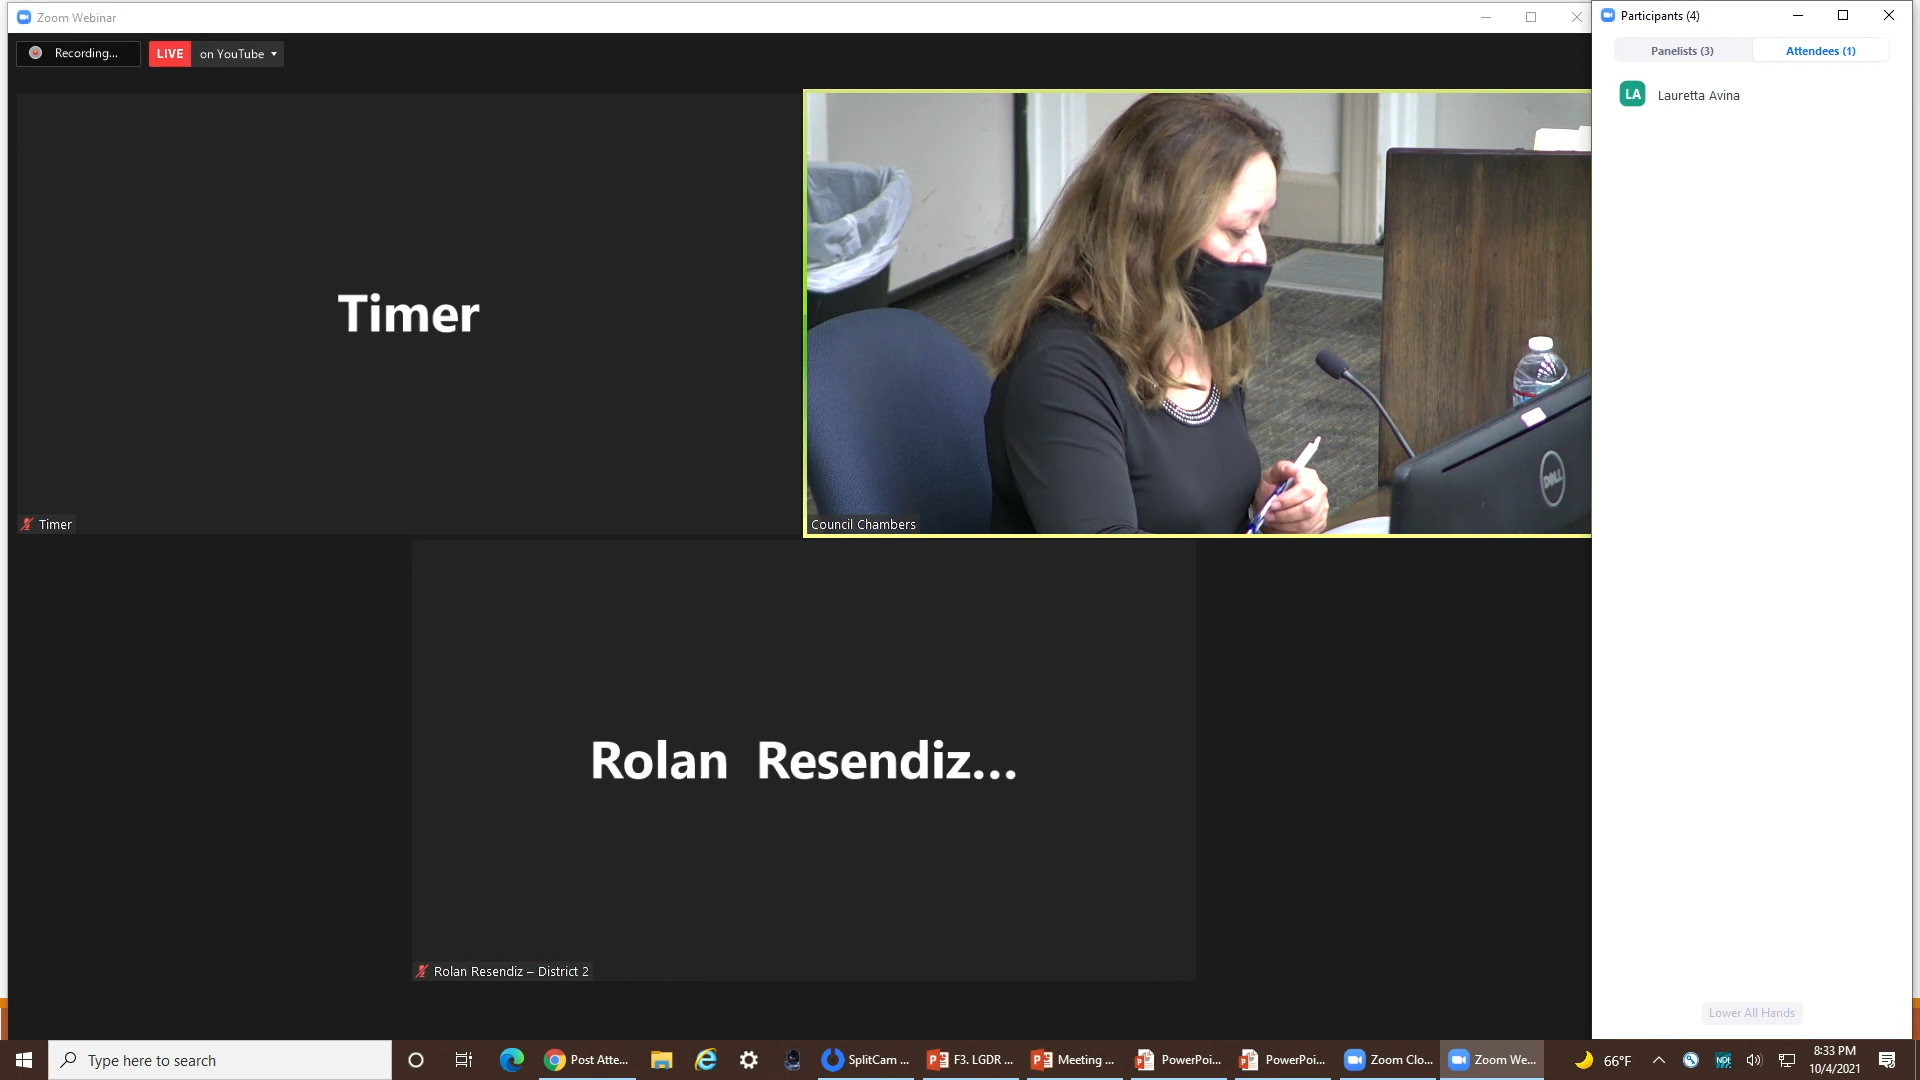 Zoom Webinar
Recording...
LIVE on YouTube
Timer
Timer
Council Chambers
DELL
Rolan Resendiz...
Rolan Resendiz – District 2
Participants (4)
Panelists (3) Attendees (1)
LA Lauretta Avina
Lower All Hands
Type here to search
Post Atte...
SplitCam ...
F3. LGDR ...
Meeting ...
PowerPoi...
PowerPoi...
Zoom Clo...
Zoom We...
66°F
NDI
8:33 PM
10/4/2021